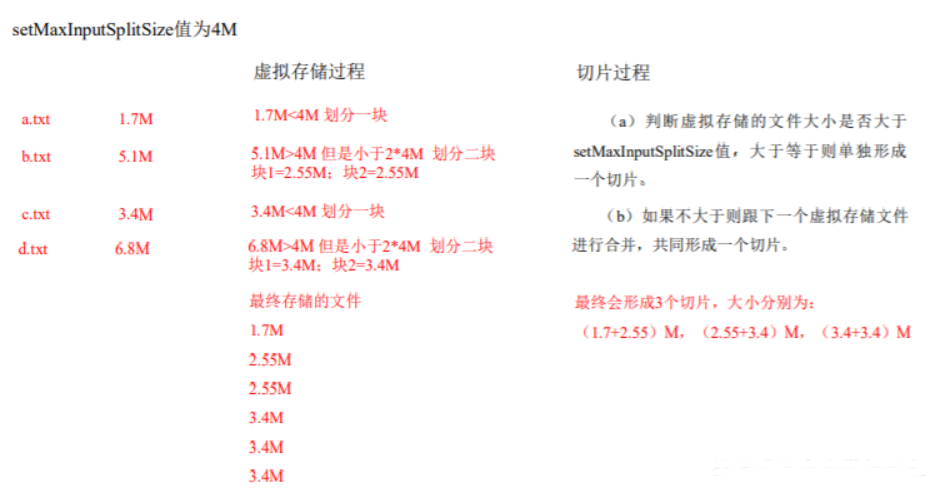 setMaxInputSplitSize值为4M
虚拟存储过程
a.txt 1.7M 1.7M<4M 划分一块
b.txt 5.1M 5.1M>4M 但是小于2*4M 划分二块
块1=2.55M；块2=2.55M
c.txt 3.4M 3.4M<4M 划分一块
d.txt 6.8M 6.8M>4M 但是小于2*4M 划分二块
块1=3.4M；块2=3.4M
最终存储的文件
1.7M
2.55M
2.55M
3.4M
3.4M
3.4M
切片过程
（a）判断虚拟存储的文件大小是否大于
setMaxInputSplitSize值，大于等于则单独形成
一个切片。
（b）如果不大于则跟下一个虚拟存储文件
进行合并，共同形成一个切片。
最终会形成3个切片，大小分别为：
（1.7+2.55）M，（2.55+3.4）M，（3.4+3.4）M